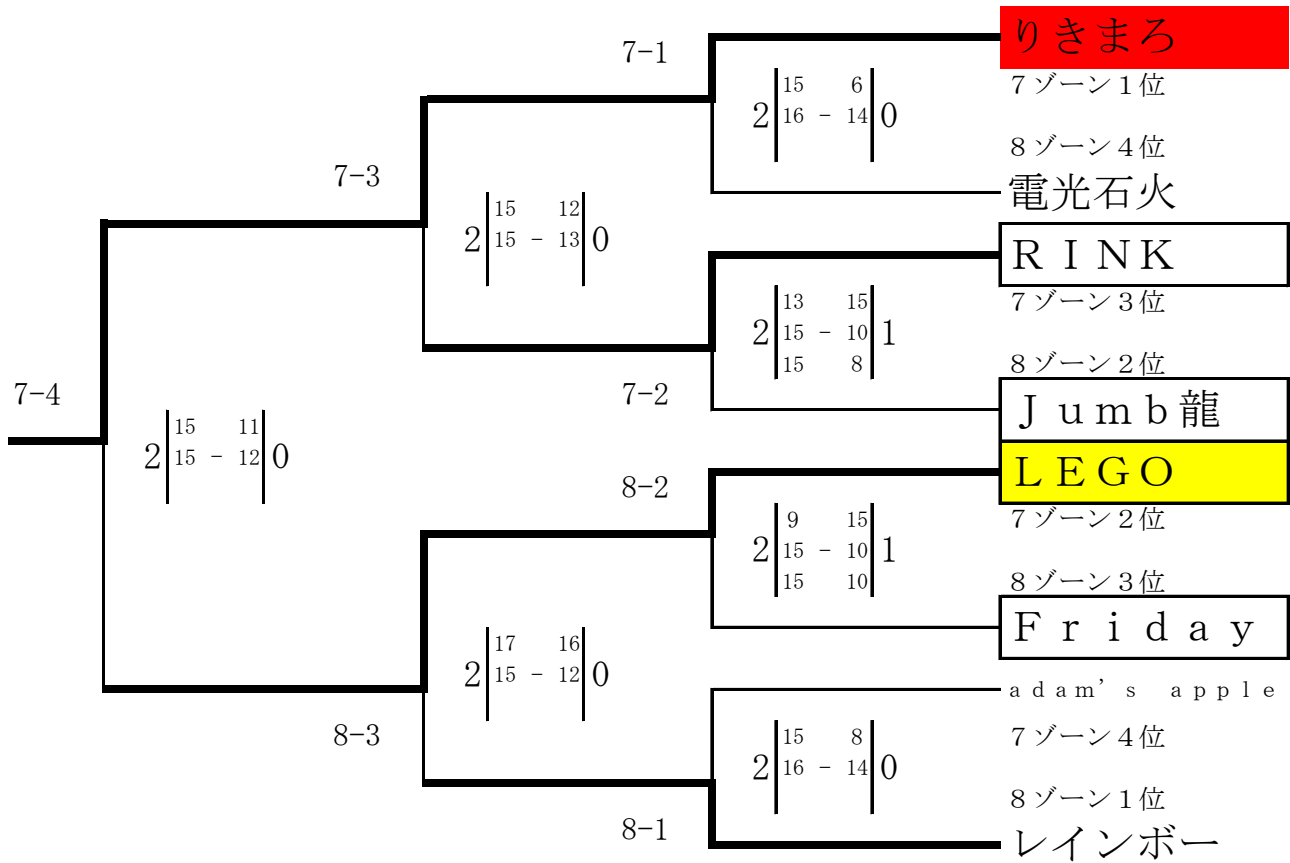 7-1
りきまろ
7ゾーン1位
2 15 6 0
16 - 14
8ゾーン4位
電光石火
7-3
2 15 12 0
15 - 13
RINK
7ゾーン3位
2 13 15 1
15 - 10
15 8
8ゾーン2位
7-2
Jumb龍
7-4
2 15 11 0
15 - 12
LEGO
8-2
7ゾーン2位
2 9 15 1
15 - 10
15 10
8ゾーン3位
Friday
2 17 16 0
15 - 12
adam's apple
8-3
7ゾーン4位
2 15 8 0
16 - 14
8ゾーン1位
8-1
レインボー